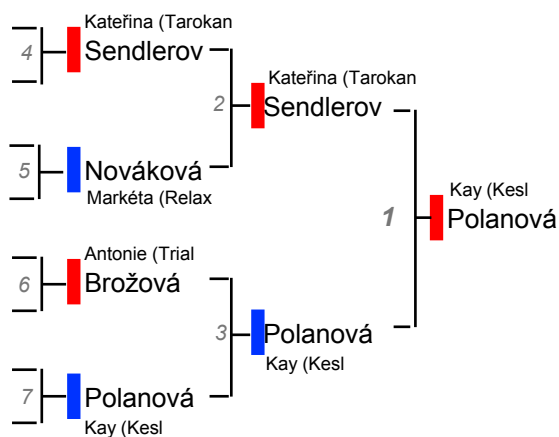 Kateřina (Tarokan
4
Sendlerov
Kateřina (Tarokan
2
Sendlerov
5
Nováková
Markéta (Relax
Kay (Kesl
1
Polanová
Antonie (Trial
6
Brožová
3
Polanová
Kay (Kesl
7
Polanová
Kay (Kesl